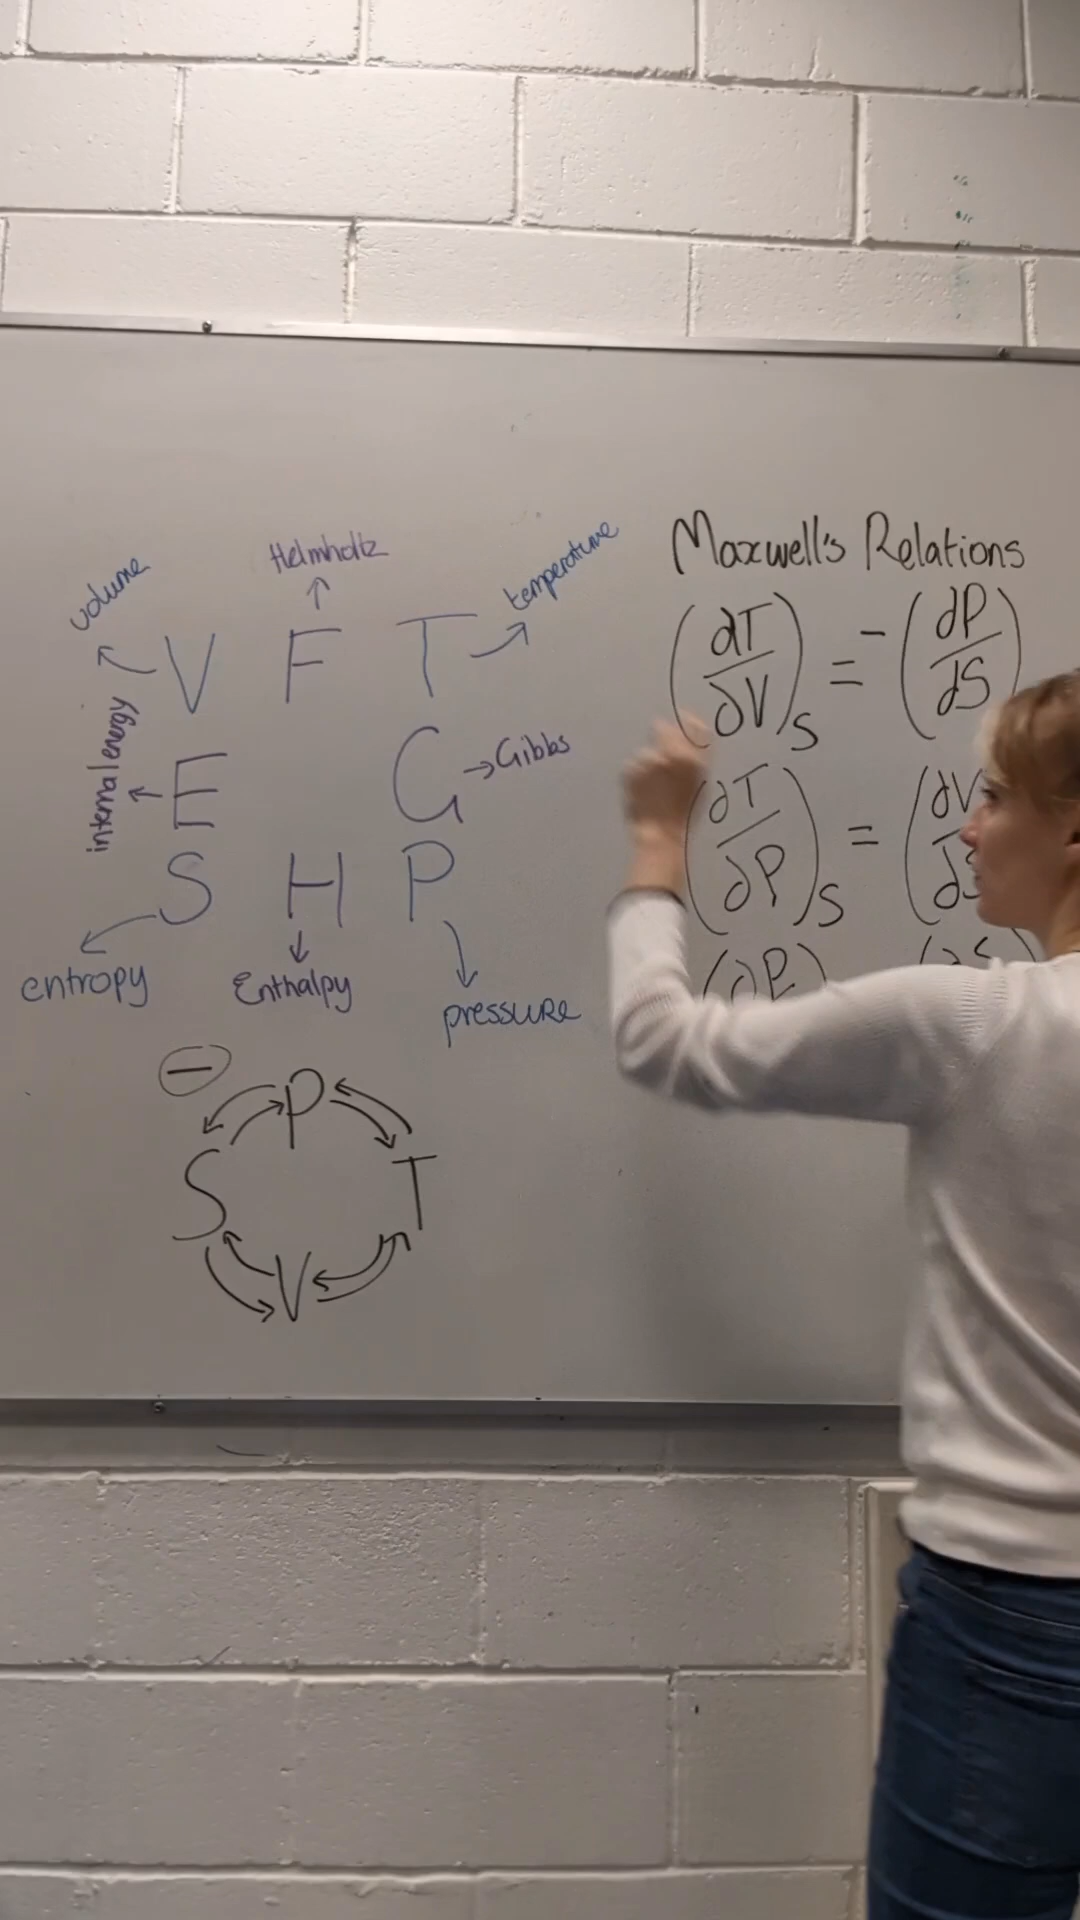 volume
Helmholtz
temperature
V F T
internal energy
E G → Gibbs
S H P
entropy
Enthalpy
pressure
−
P
S T
V
Maxwell's Relations
(∂T/∂V)S = −(∂P/∂S)
(∂T/∂P)S = (∂V
(∂P) (∂S)